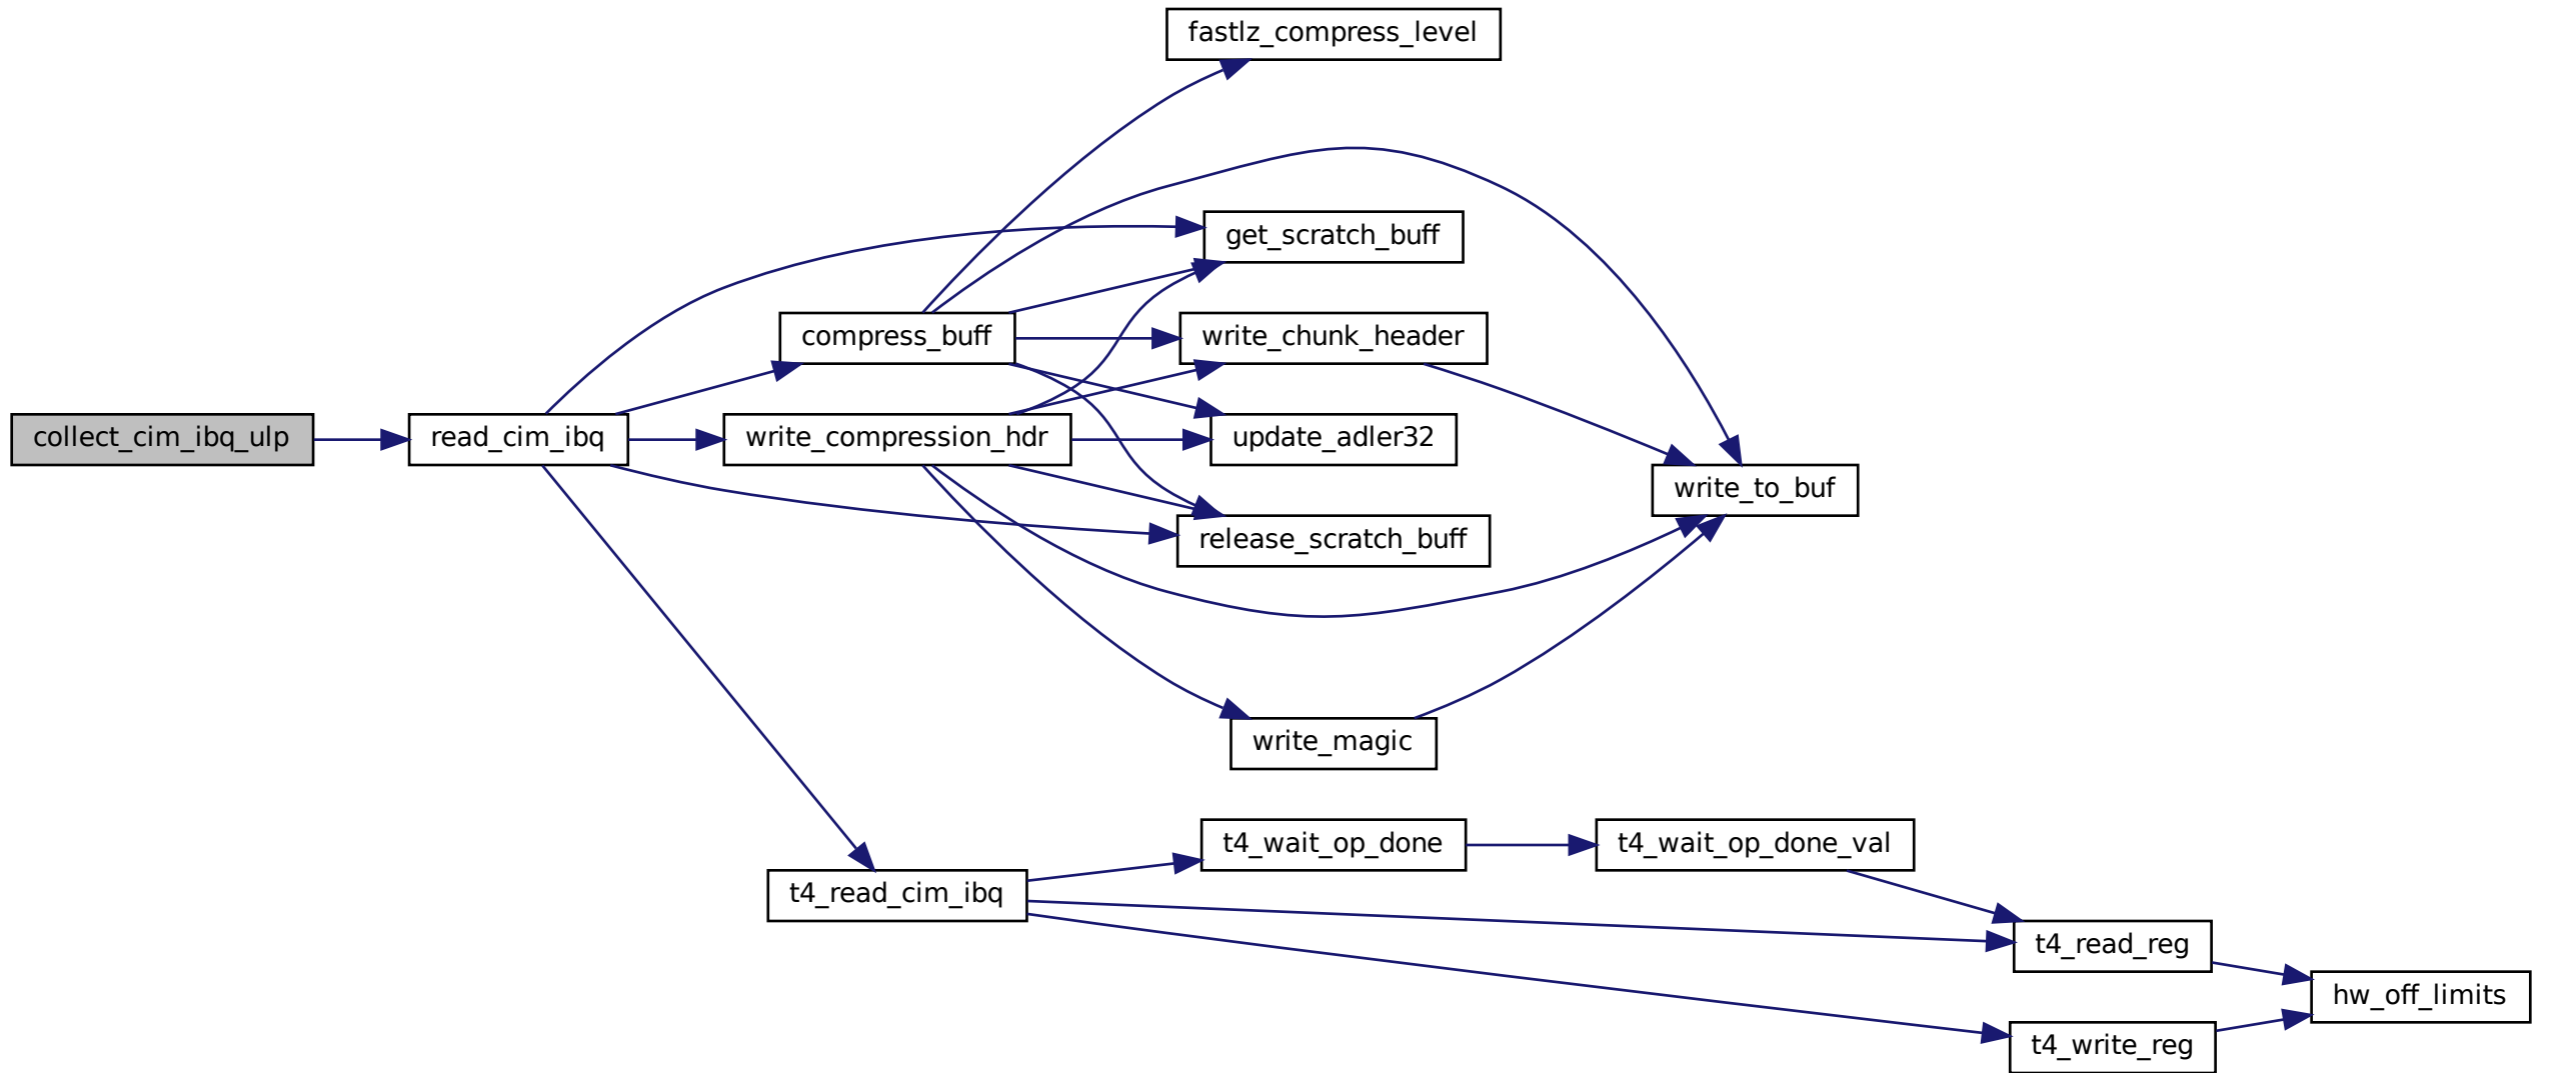 fastlz_compress_level
get_scratch_buff
compress_buff
write_chunk_header
collect_cim_ibq_ulp
read_cim_ibq
write_compression_hdr
update_adler32
write_to_buf
release_scratch_buff
write_magic
t4_wait_op_done
t4_wait_op_done_val
t4_read_cim_ibq
t4_read_reg
hw_off_limits
t4_write_reg